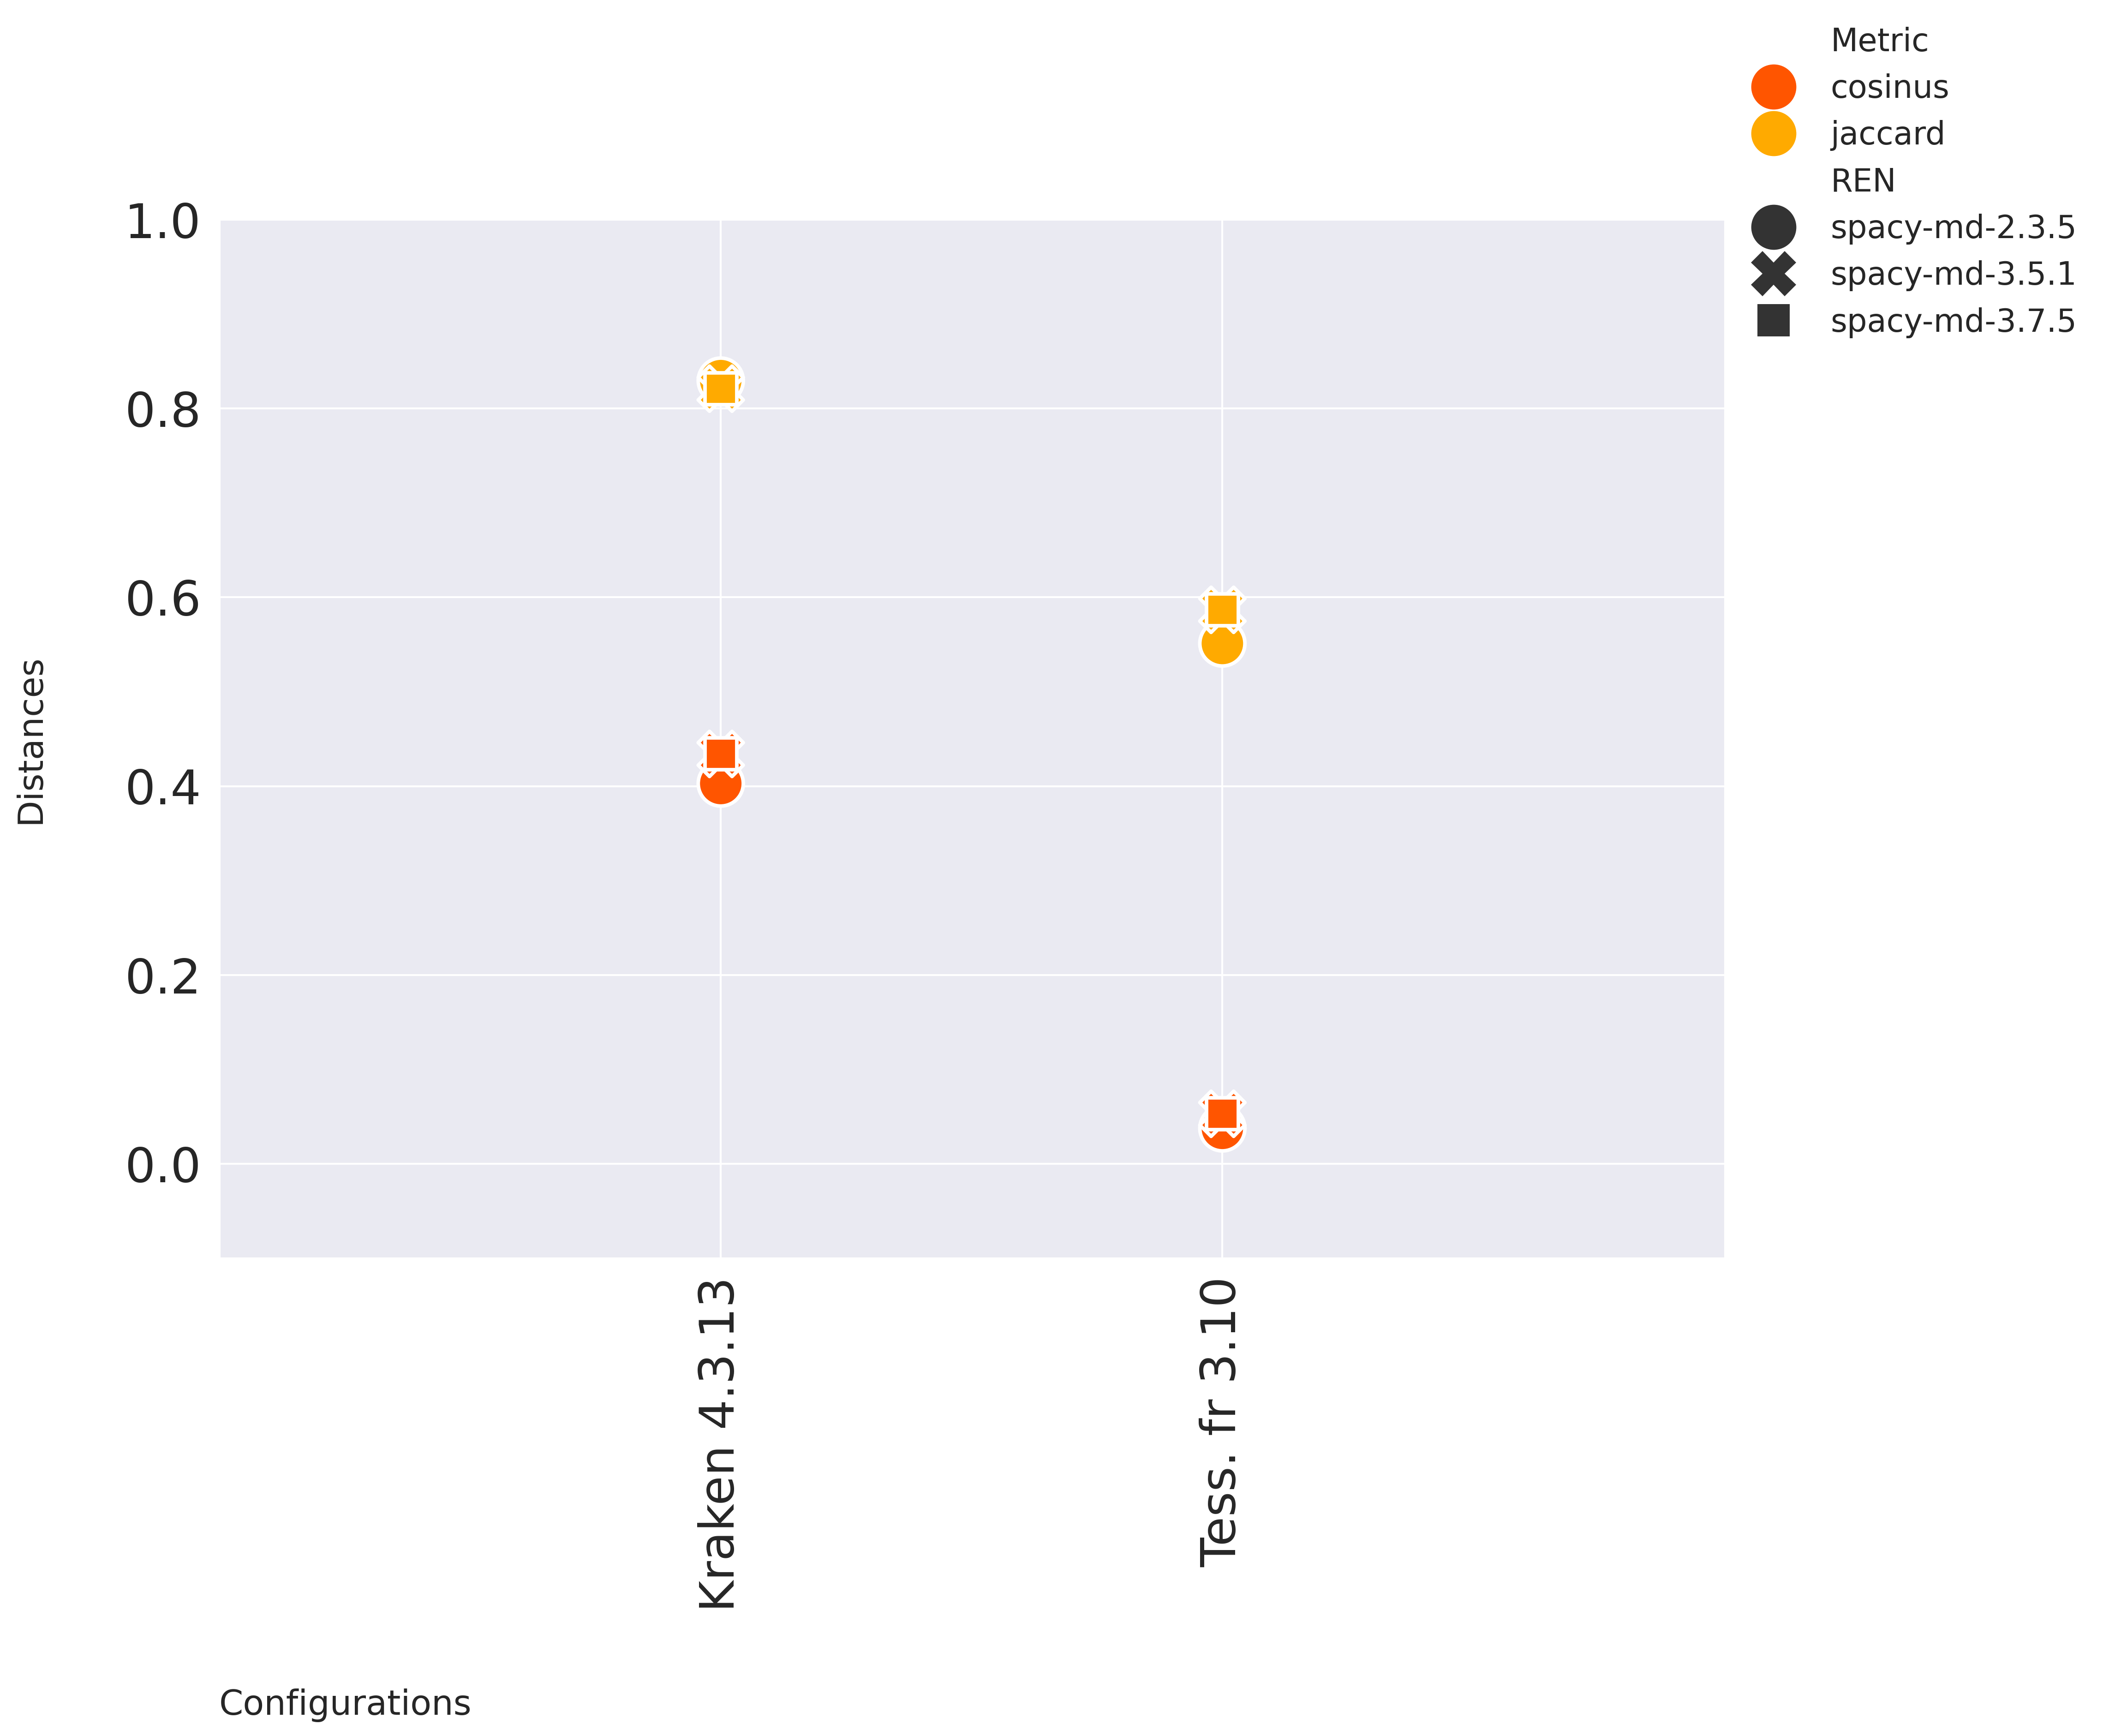 Metric
cosinus
jaccard
REN
spacy-md-2.3.5
spacy-md-3.5.1
spacy-md-3.7.5
1.0
0.8
0.6
0.4
0.2
0.0
Distances
Kraken 4.3.13
Tess. fr 3.10
Configurations